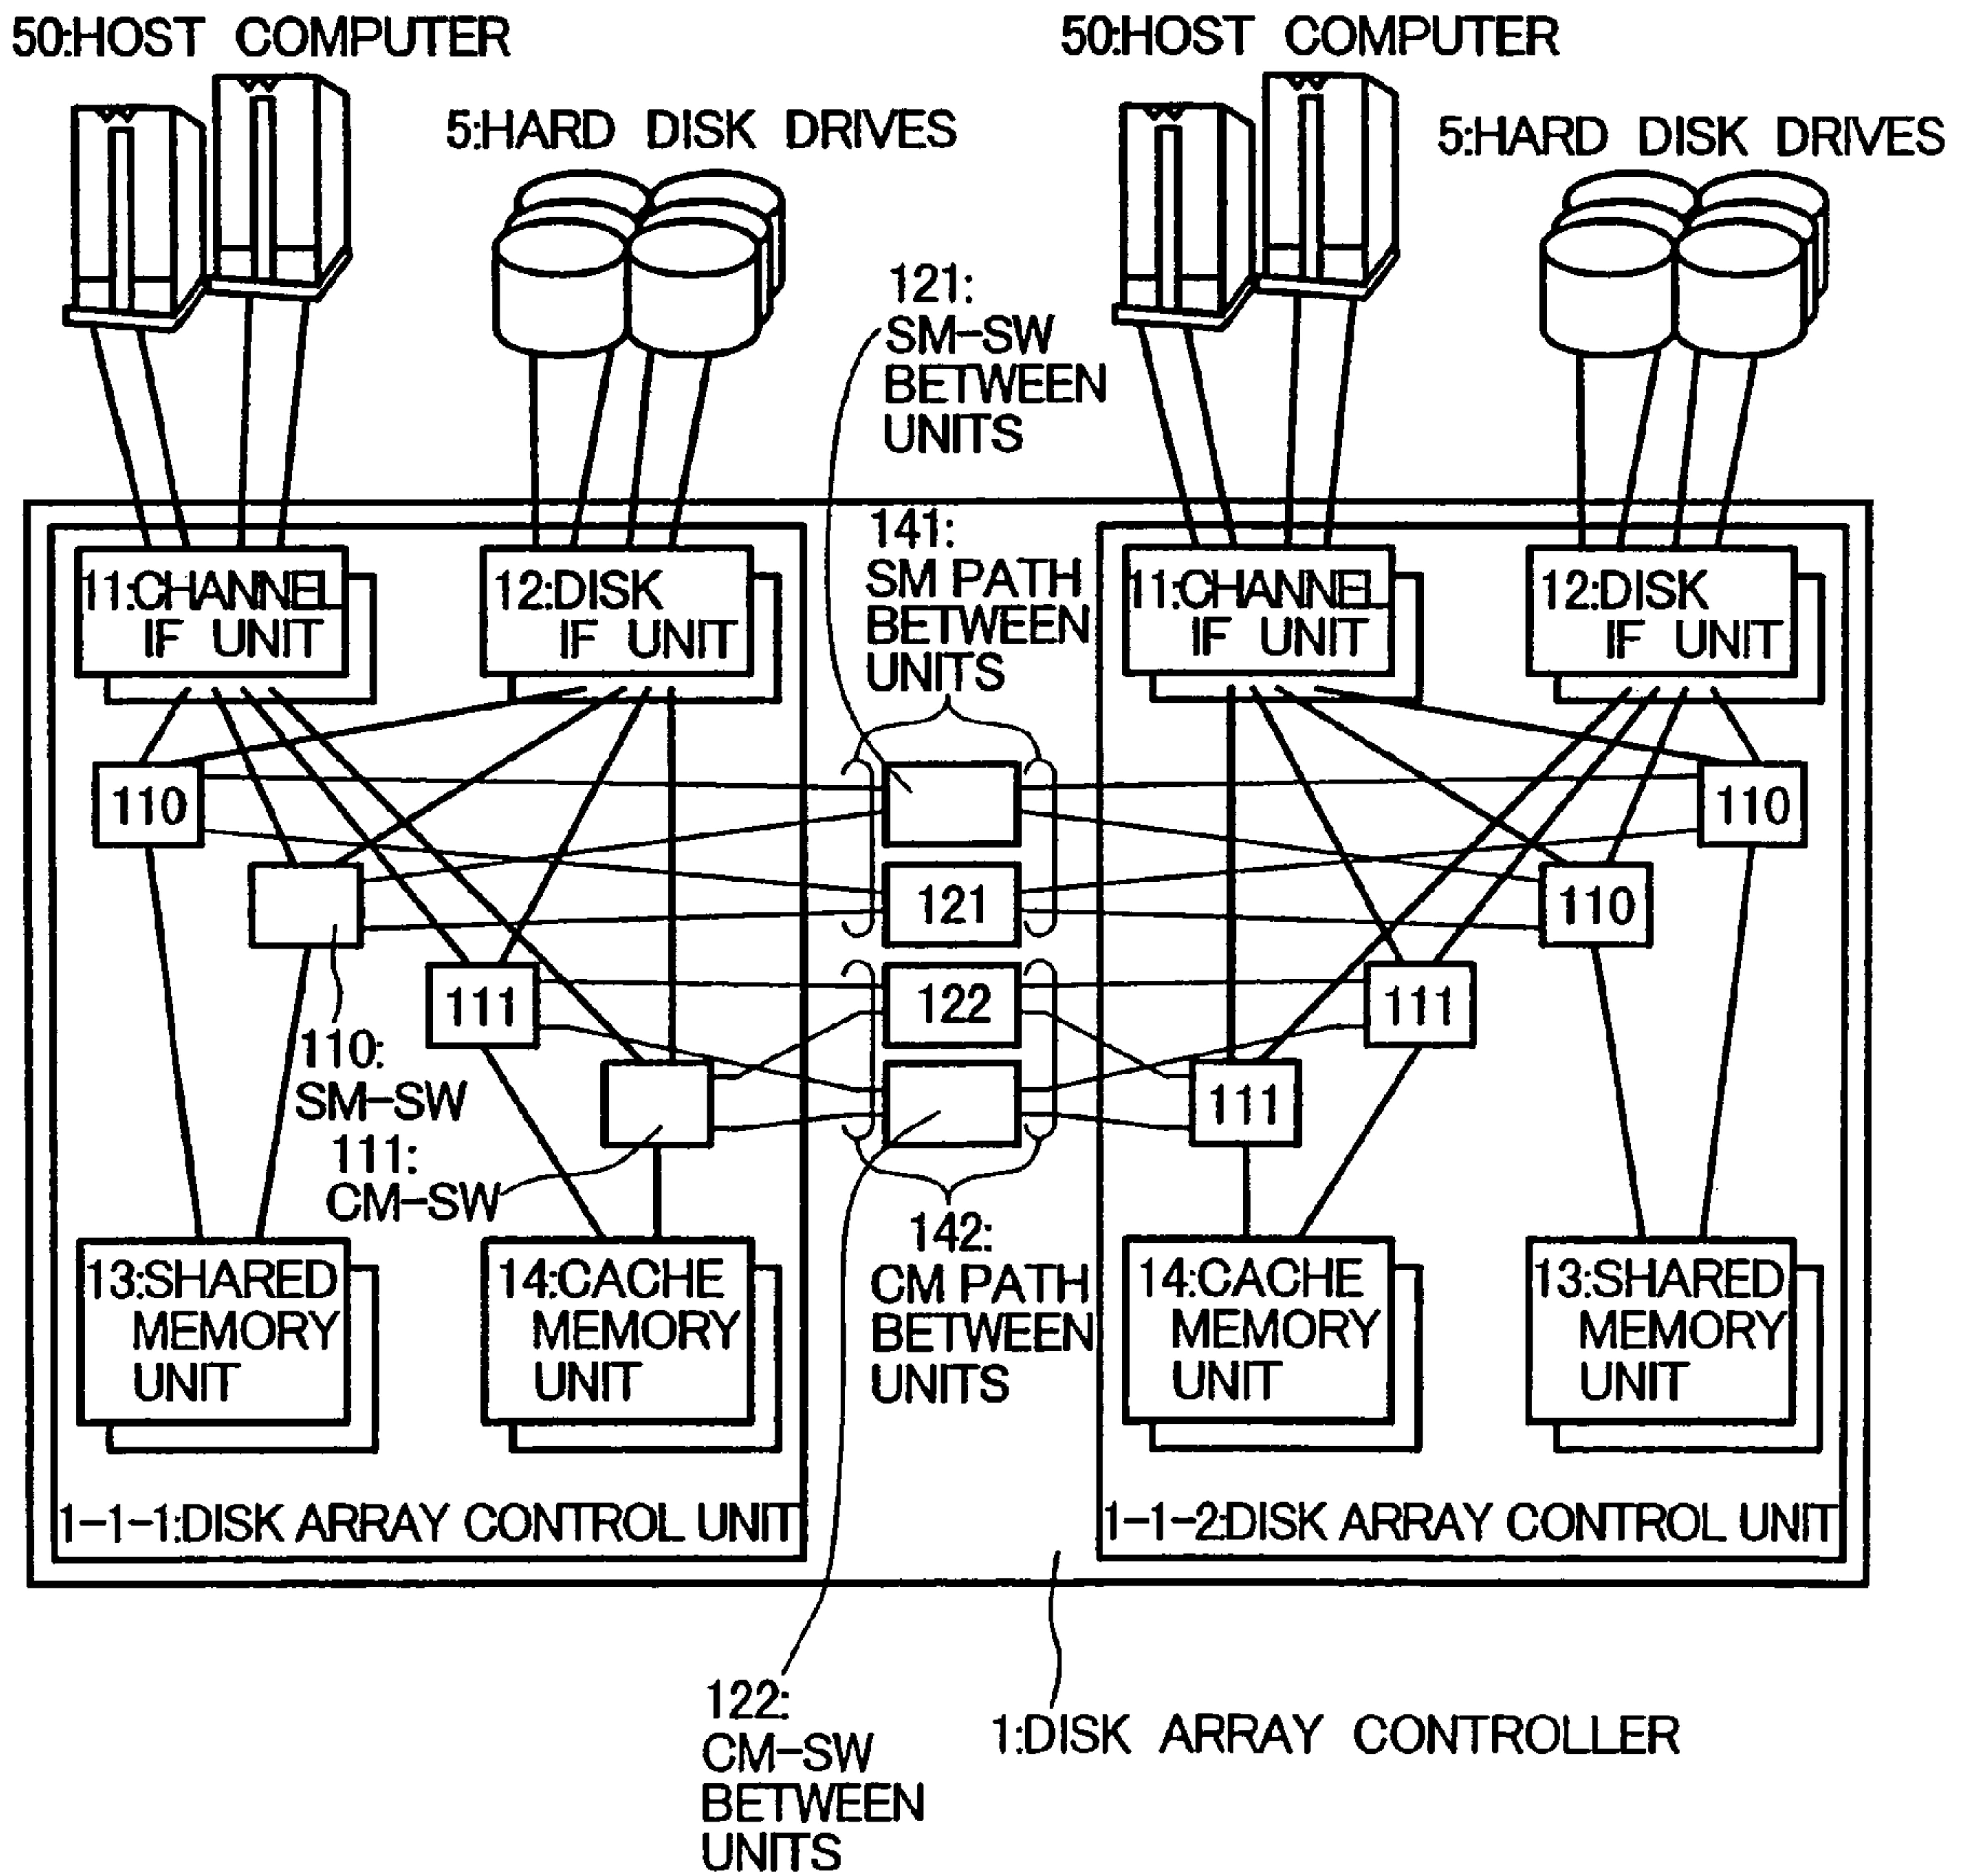 50:HOST COMPUTER
50:HOST COMPUTER
5:HARD DISK DRIVES
5:HARD DISK DRIVES
121:
SM-SW
BETWEEN
UNITS
141:
SM PATH
BETWEEN
UNITS
11:CHANNEL
IF UNIT
12:DISK
IF UNIT
11:CHANNEL
IF UNIT
12:DISK
IF UNIT
110
110
121
110
111
122
111
110:
SM-SW
111
111:
CM-SW
142:
CM PATH
BETWEEN
UNITS
13:SHARED
MEMORY
UNIT
14:CACHE
MEMORY
UNIT
14:CACHE
MEMORY
UNIT
13:SHARED
MEMORY
UNIT
1-1-1:DISK ARRAY CONTROL UNIT
1-1-2:DISK ARRAY CONTROL UNIT
122:
CM-SW
BETWEEN
UNITS
1:DISK ARRAY CONTROLLER